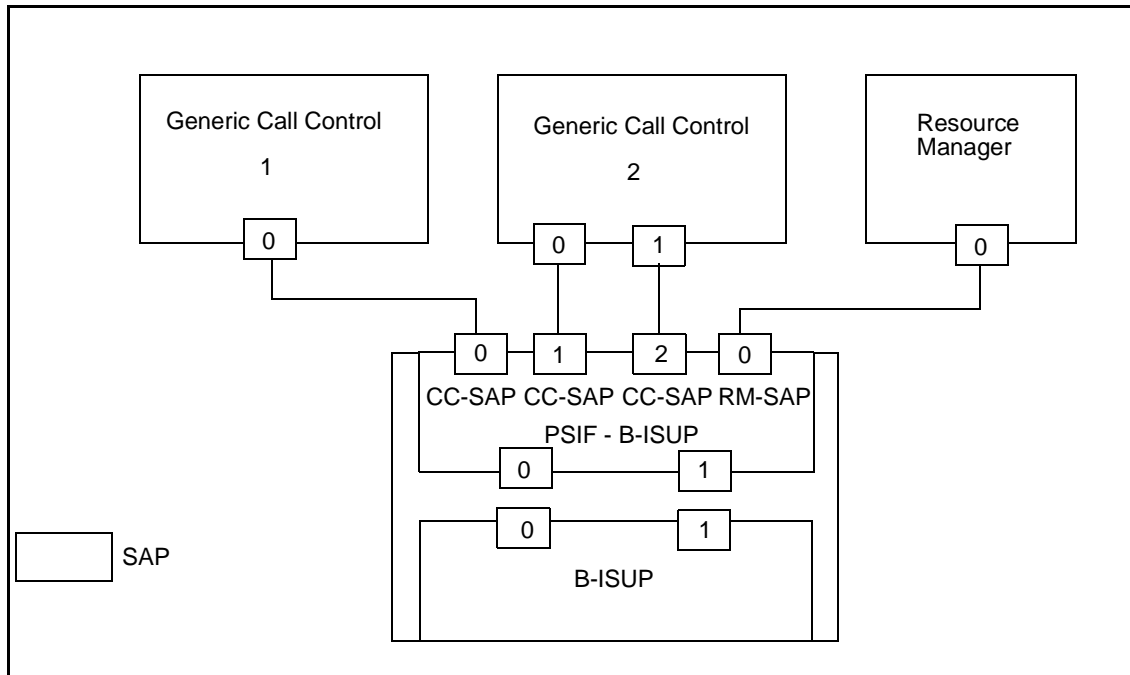 Generic Call Control
1
Generic Call Control
2
Resource
Manager
0
0
1
0
0
1
2
0
CC-SAP CC-SAP CC-SAP RM-SAP
PSIF - B-ISUP
0
1
0
1
SAP
B-ISUP